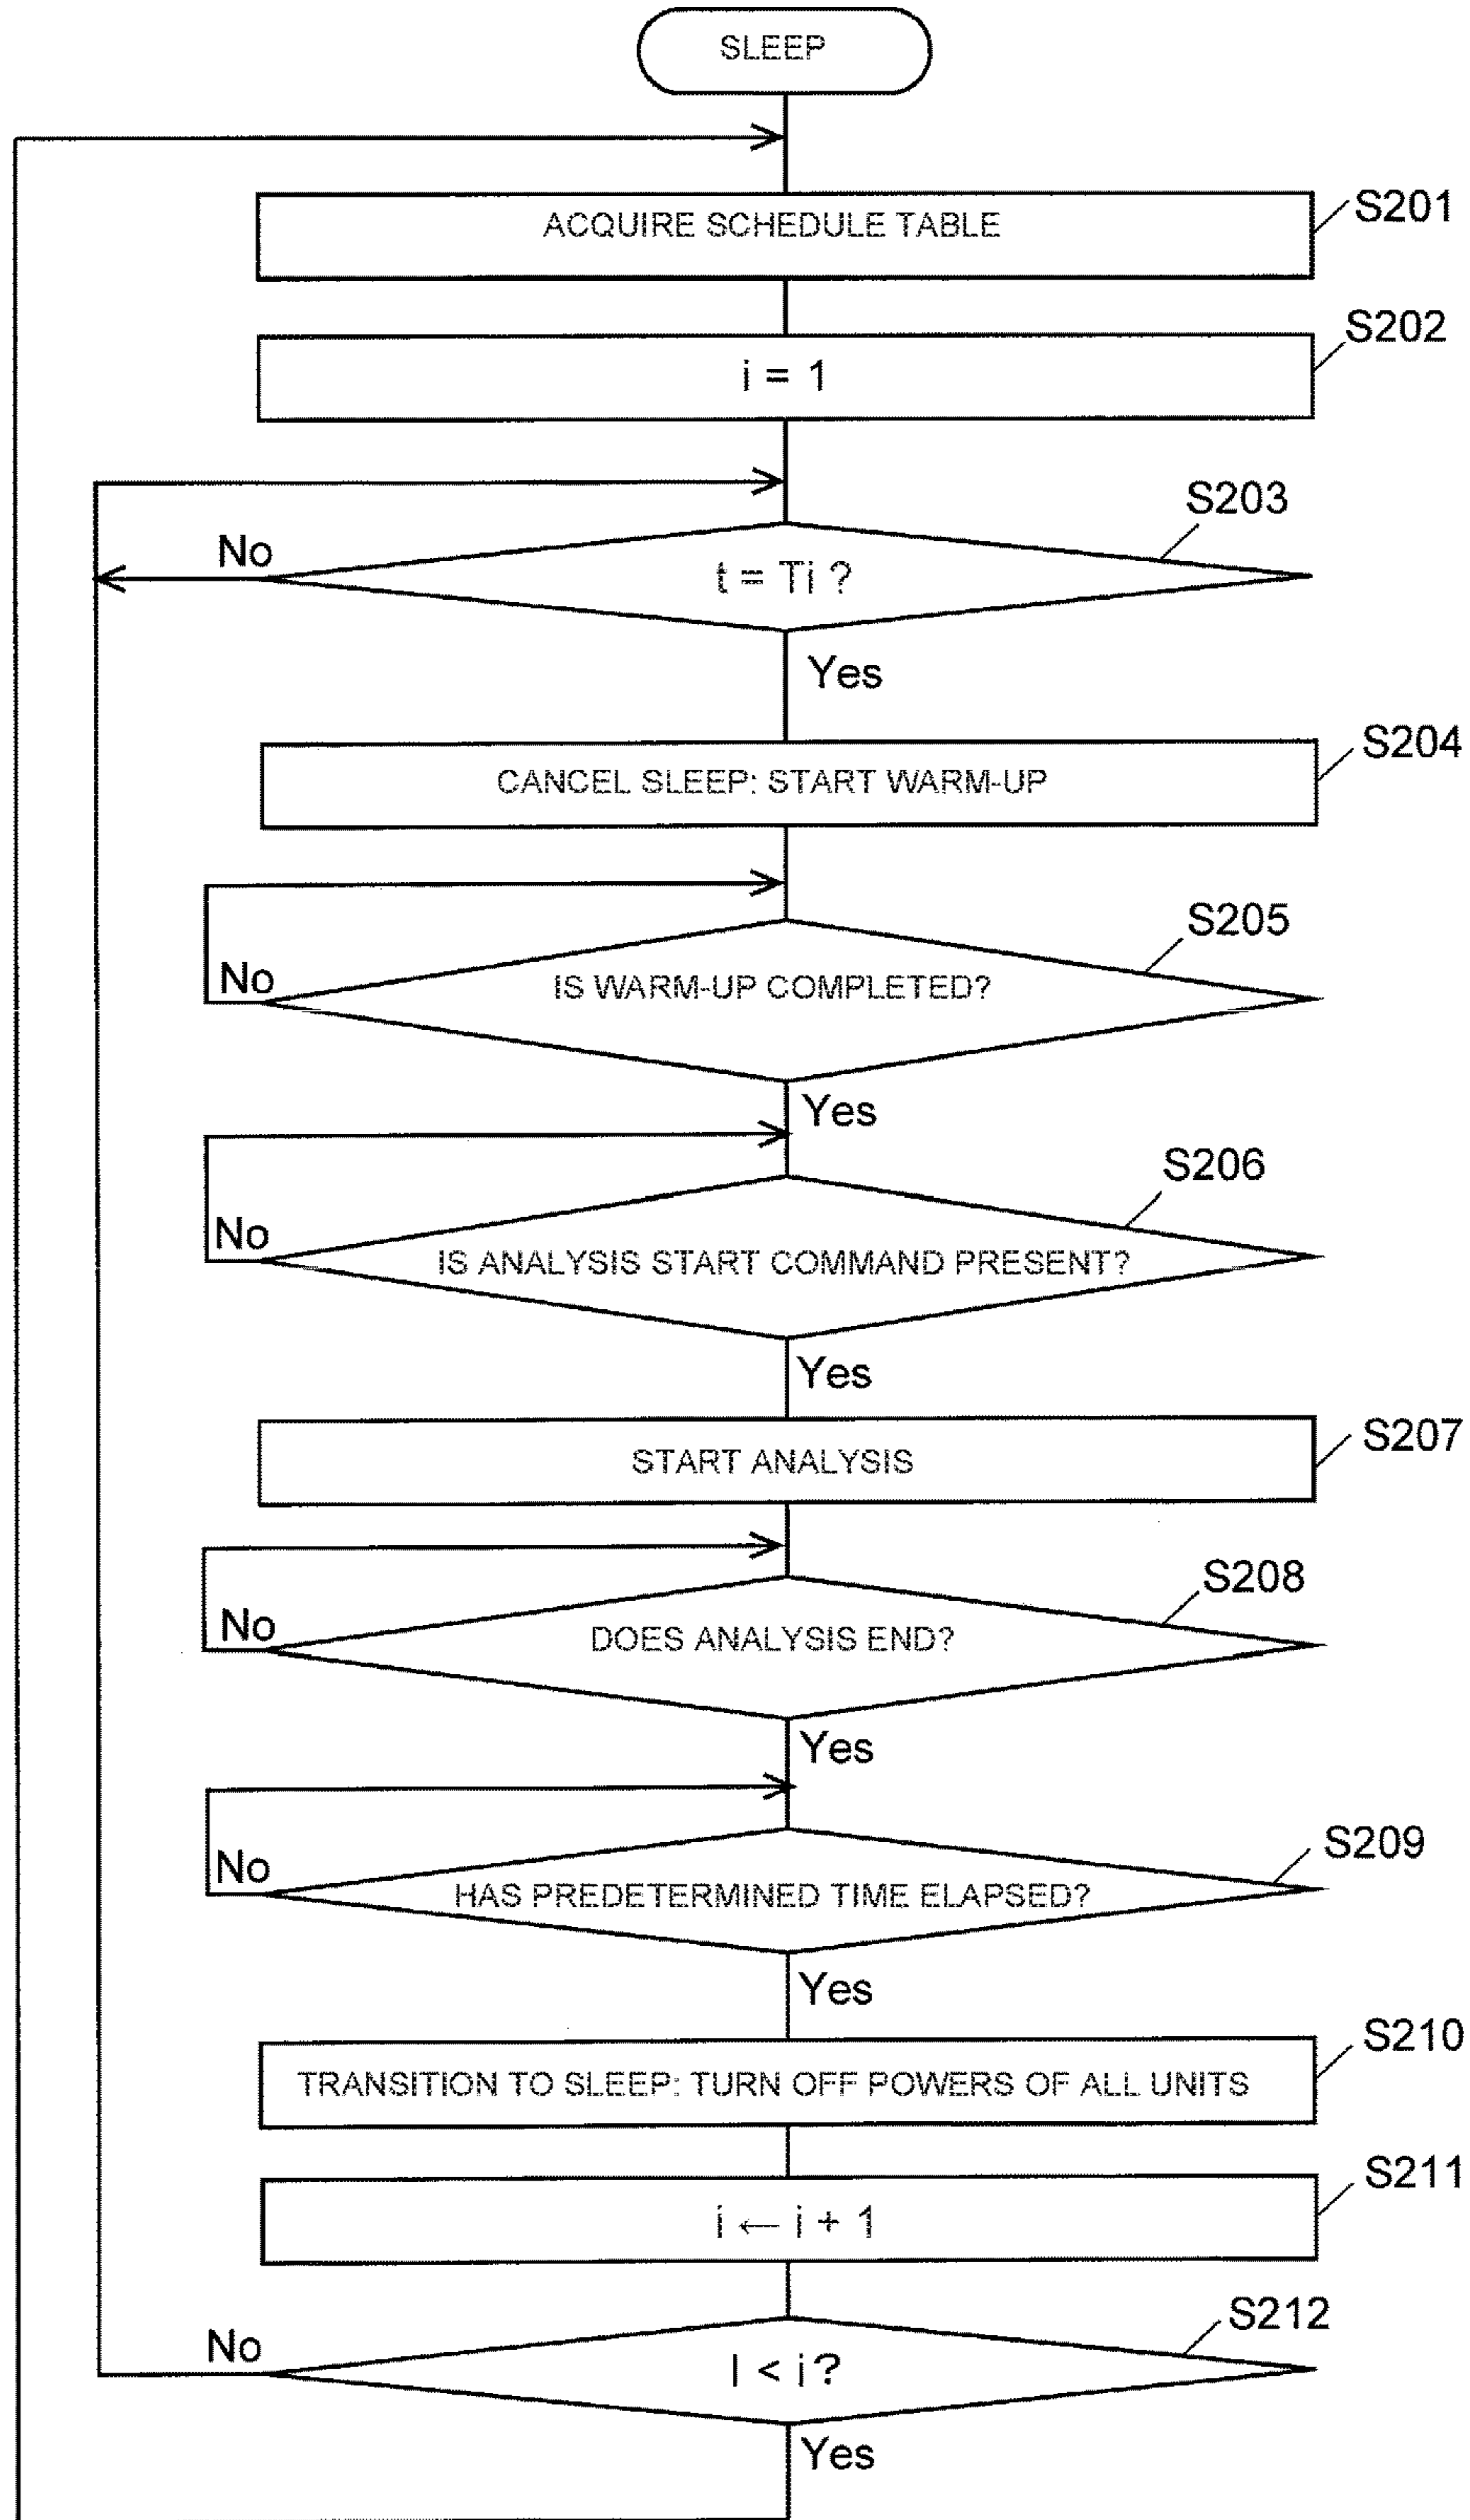 SLEEP
ACQUIRE SCHEDULE TABLE
S201
i = 1
S202
S203
No
t = Ti ?
Yes
CANCEL SLEEP: START WARM-UP
S204
S205
No
IS WARM-UP COMPLETED?
Yes
S206
No
IS ANALYSIS START COMMAND PRESENT?
Yes
START ANALYSIS
S207
S208
No
DOES ANALYSIS END?
Yes
S209
No
HAS PREDETERMINED TIME ELAPSED?
Yes
TRANSITION TO SLEEP: TURN OFF POWERS OF ALL UNITS
S210
i ← i + 1
S211
S212
No
I < i?
Yes